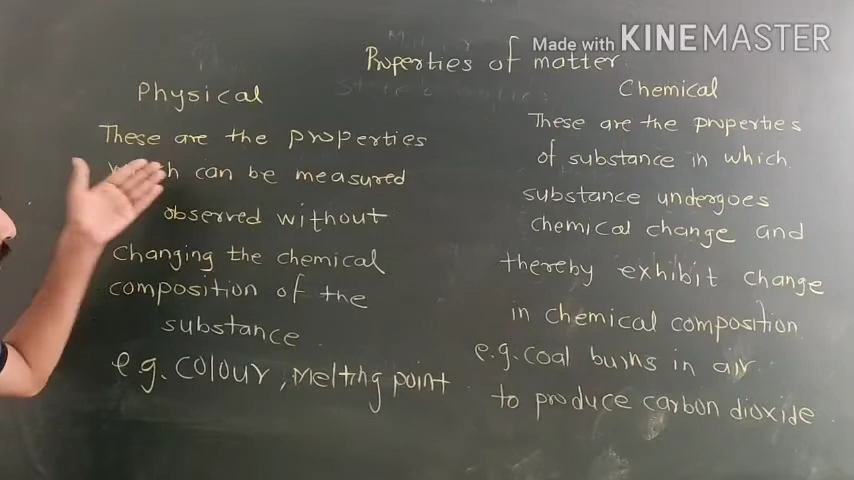 Made with KINEMASTER
Properties of matter
Physical
These are the properties
can be measured
observed without
changing the chemical
composition of the
substance
e.g. colour, Melting point
Chemical
These are the properties
of substance in which
substance undergoes
chemical change and
thereby exhibit change
in chemical composition
e.g. coal burns in air
to produce carbon dioxide